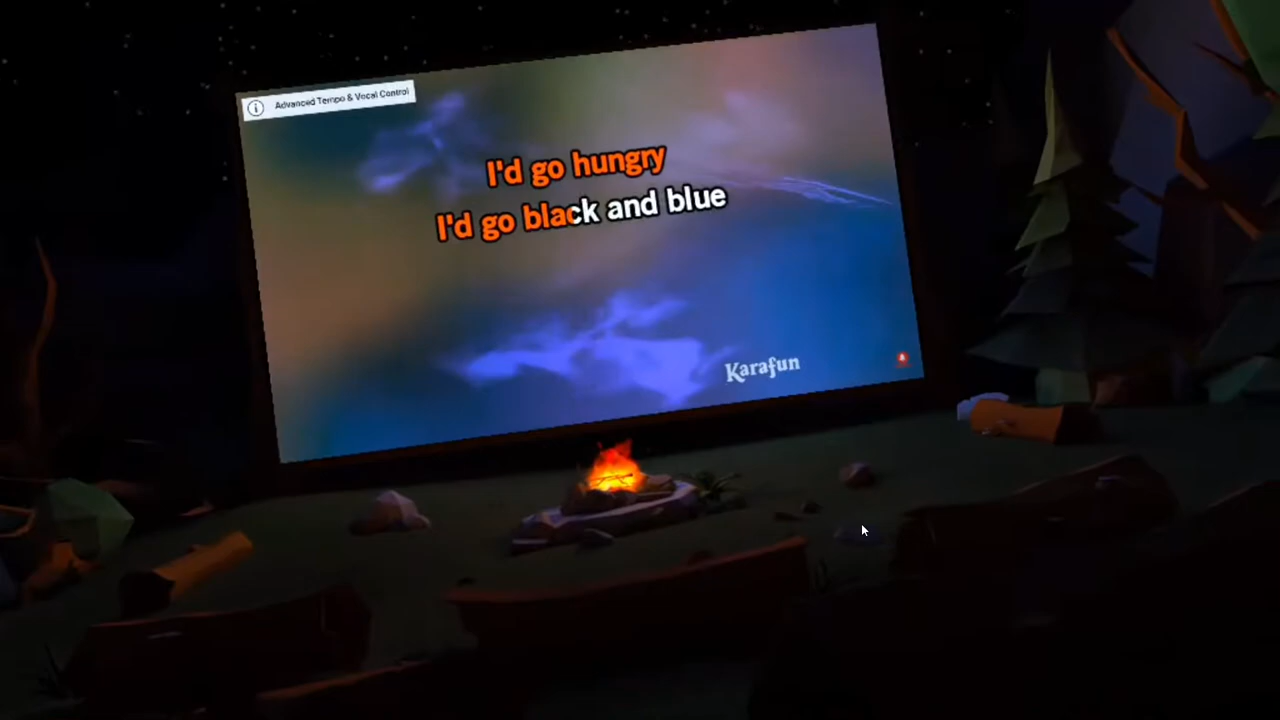 Advanced Tempo & Vocal Control
I'd go hungry
I'd go black and blue
Karafun